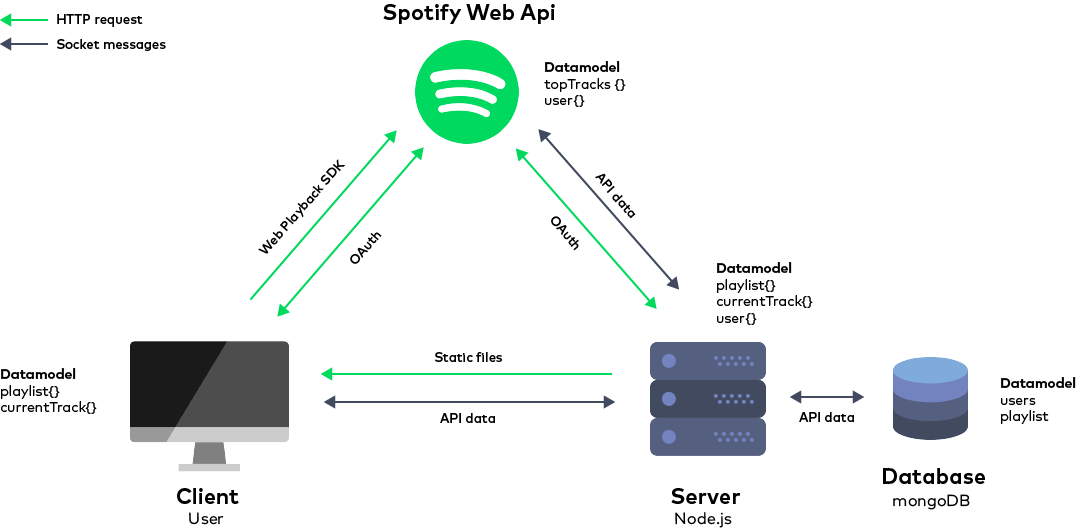 Spotify Web Api
HTTP request
Socket messages
Datamodel
topTracks {}
user{}
Web Playback SDK
OAuth
API data
OAuth
Datamodel
playlist{}
currentTrack{}
user{}
Static files
API data
Datamodel
playlist{}
currentTrack{}
API data
Datamodel
users
playlist
Client
User
Server
Node.js
Database
mongoDB